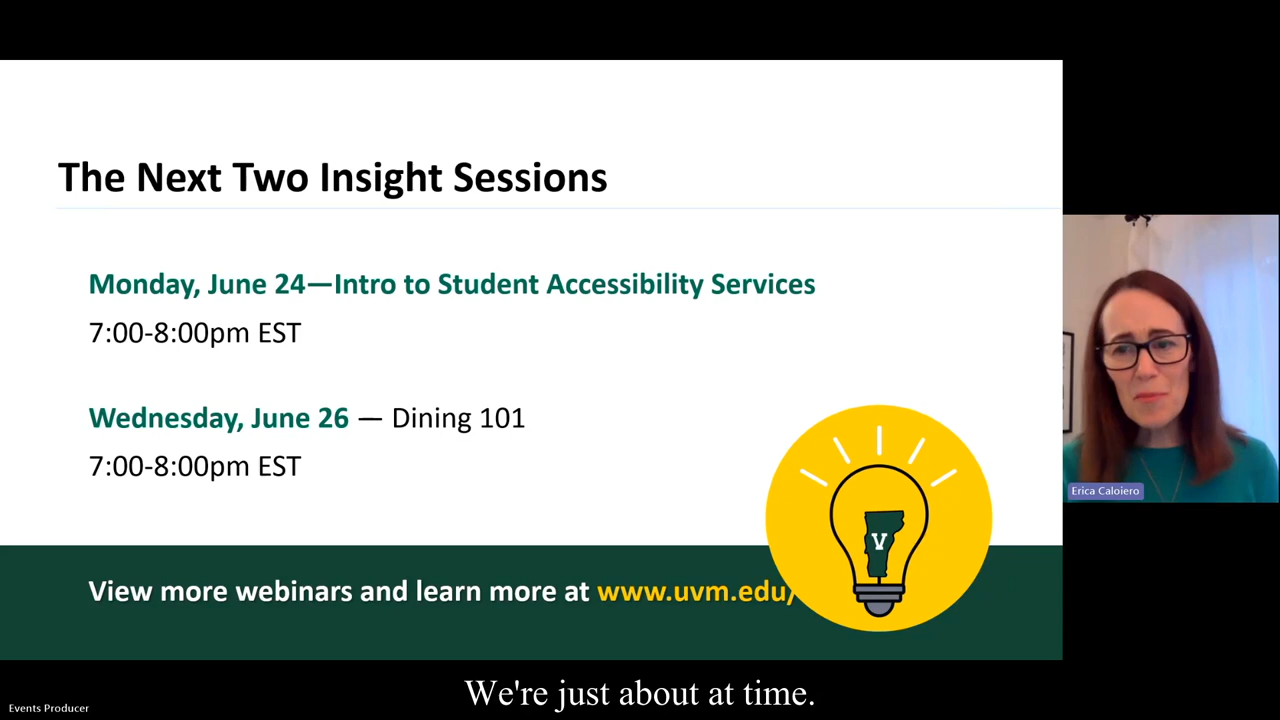 The Next Two Insight Sessions
Monday, June 24—Intro to Student Accessibility Services
7:00-8:00pm EST
Wednesday, June 26 — Dining 101
7:00-8:00pm EST
View more webinars and learn more at www.uvm.edu/
V
Erica Caloiero
We're just about at time.
Events Producer